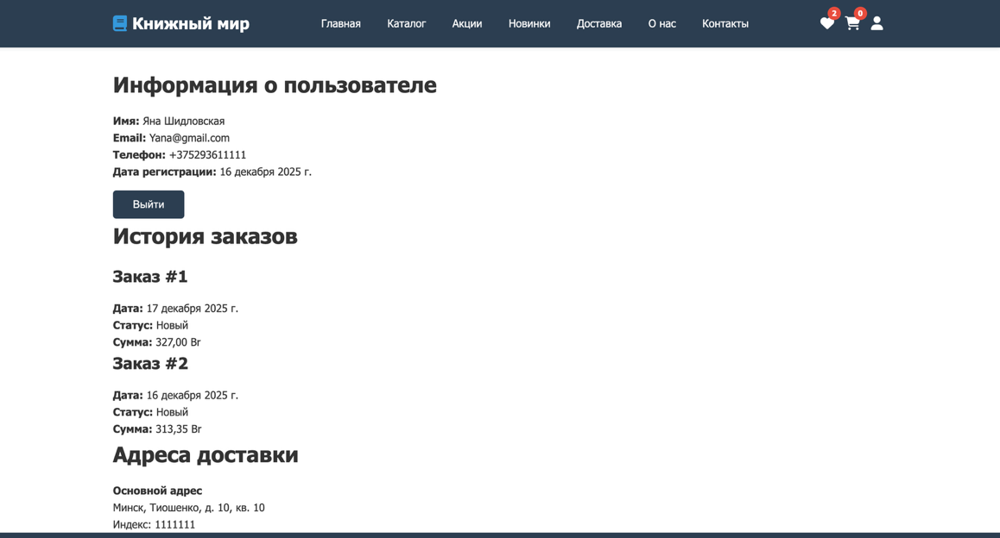 Книжный мир
Главная Каталог Акции Новинки Доставка О нас Контакты
2 0
Информация о пользователе
Имя: Яна Шидловская
Email: Yana@gmail.com
Телефон: +375293611111
Дата регистрации: 16 декабря 2025 г.
Выйти
История заказов
Заказ #1
Дата: 17 декабря 2025 г.
Статус: Новый
Сумма: 327,00 Br
Заказ #2
Дата: 16 декабря 2025 г.
Статус: Новый
Сумма: 313,35 Br
Адреса доставки
Основной адрес
Минск, Тиошенко, д. 10, кв. 10
Индекс: 1111111